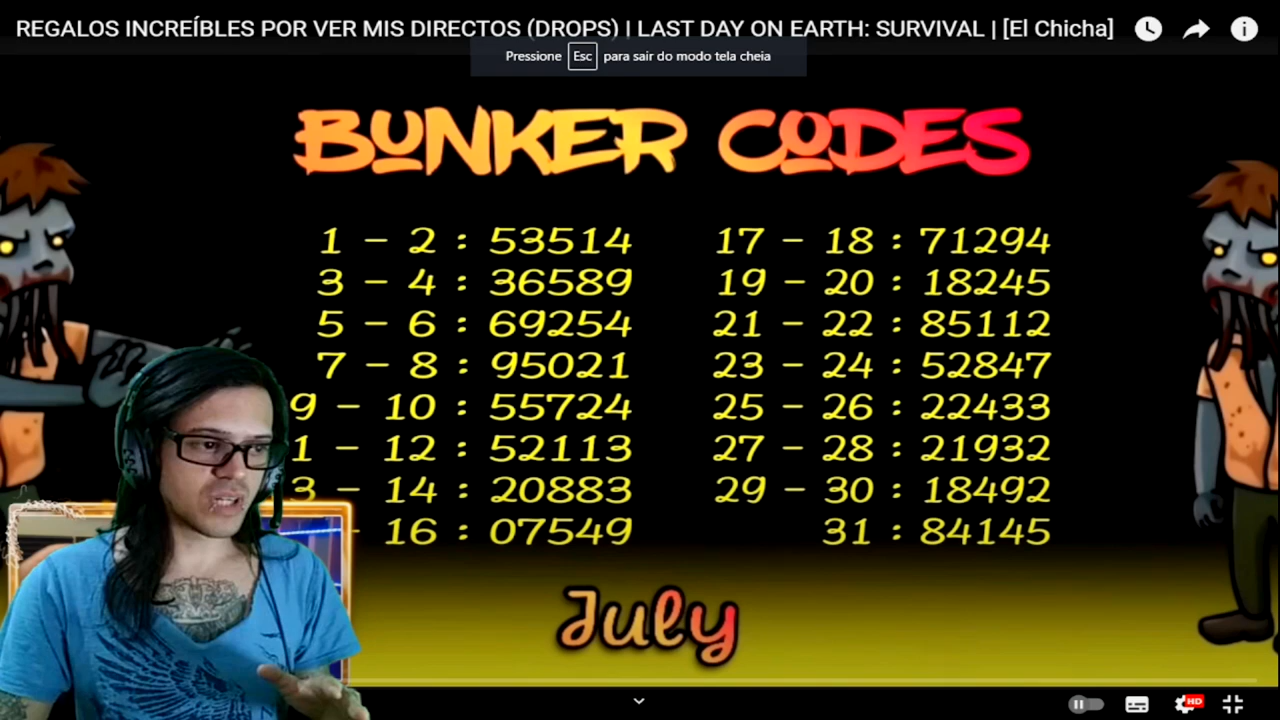 REGALOS INCREÍBLES POR VER MIS DIRECTOS (DROPS) | LAST DAY ON EARTH: SURVIVAL | [El Chicha]
Pressione Esc para sair do modo tela cheia
BUNKER CODES
1 - 2 : 53514
3 - 4 : 36589
5 - 6 : 69254
7 - 8 : 95021
9 - 10 : 55724
1 - 12 : 52113
3 - 14 : 20883
- 16 : 07549
17 - 18 : 71294
19 - 20 : 18245
21 - 22 : 85112
23 - 24 : 52847
25 - 26 : 22433
27 - 28 : 21932
29 - 30 : 18492
31 : 84145
July
HD